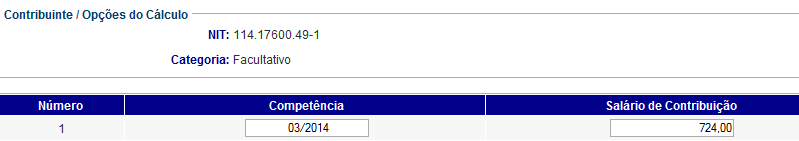 Contribuinte / Opções do Cálculo
NIT: 114.17600.49-1
Categoria: Facultativo
Número Competência Salário de Contribuição
1 03/2014 724,00